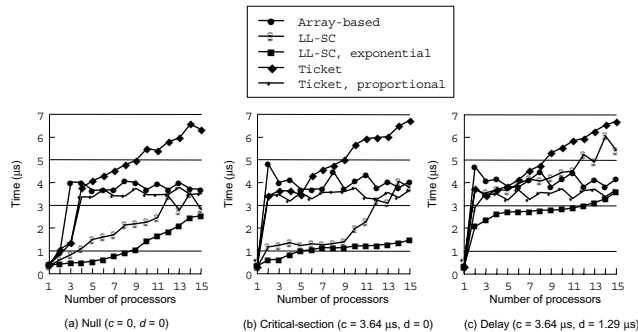 Array-based
LL-SC
LL-SC, exponential
Ticket
Ticket, proportional
Time (µs)
7
6
5
4
3
2
1
0
1 3 5 7 9 11 13 15
Number of processors
(a) Null (c = 0, d = 0)
Time (µs)
7
6
5
4
3
2
1
0
1 3 5 7 9 11 13 15
Number of processors
(b) Critical-section (c = 3.64 µs, d = 0)
Time (µs)
7
6
5
4
3
2
1
0
1 3 5 7 9 11 13 15
Number of processors
(c) Delay (c = 3.64 µs, d = 1.29 µs)